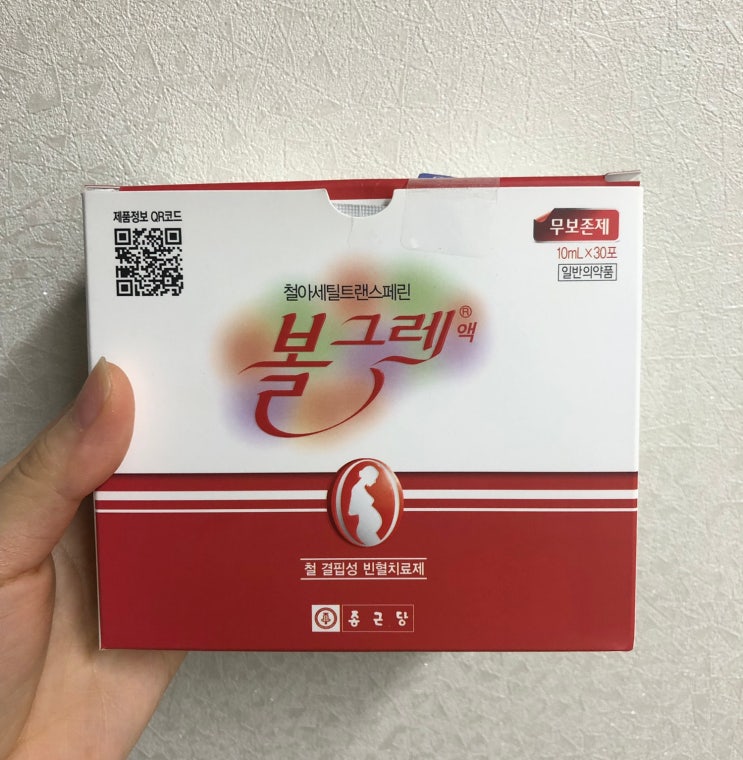 제품정보 QR코드
무보존제
10mL×30포
일반의약품
철아세틸트랜스페린
볼그레®액
철 결핍성 빈혈치료제
종근당